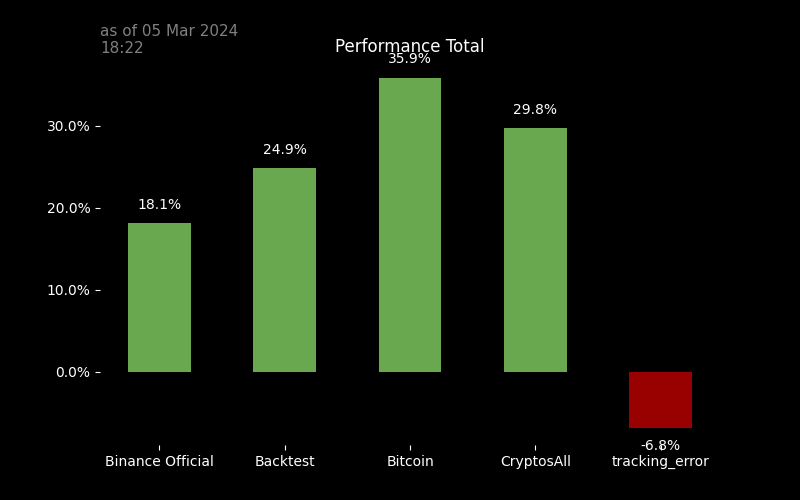 as of 05 Mar 2024
18:22
Performance Total
35.9%
29.8%
24.9%
18.1%
-6.8%
30.0%
20.0%
10.0%
0.0%
Binance Official
Backtest
Bitcoin
CryptosAll
tracking_error